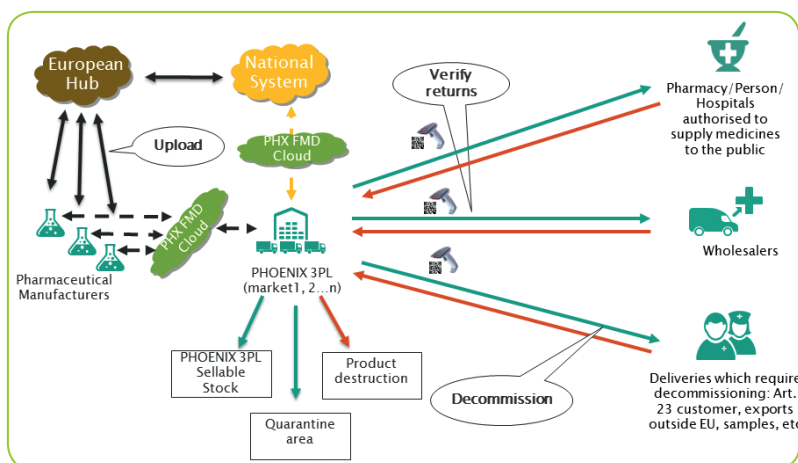 European
Hub
National
System
Verify
returns
Pharmacy/Person/
Hospitals
authorised to
supply medicines
to the public
Upload
PHX FMD
Cloud
PHX FMD
Cloud
Pharmaceutical
Manufacturers
PHOENIX 3PL
(market1, 2...n)
Wholesalers
PHOENIX 3PL
Sellable
Stock
Product
destruction
Quarantine
area
Decommission
Deliveries which require
decommissioning: Art.
23 customer, exports
outside EU, samples, etc